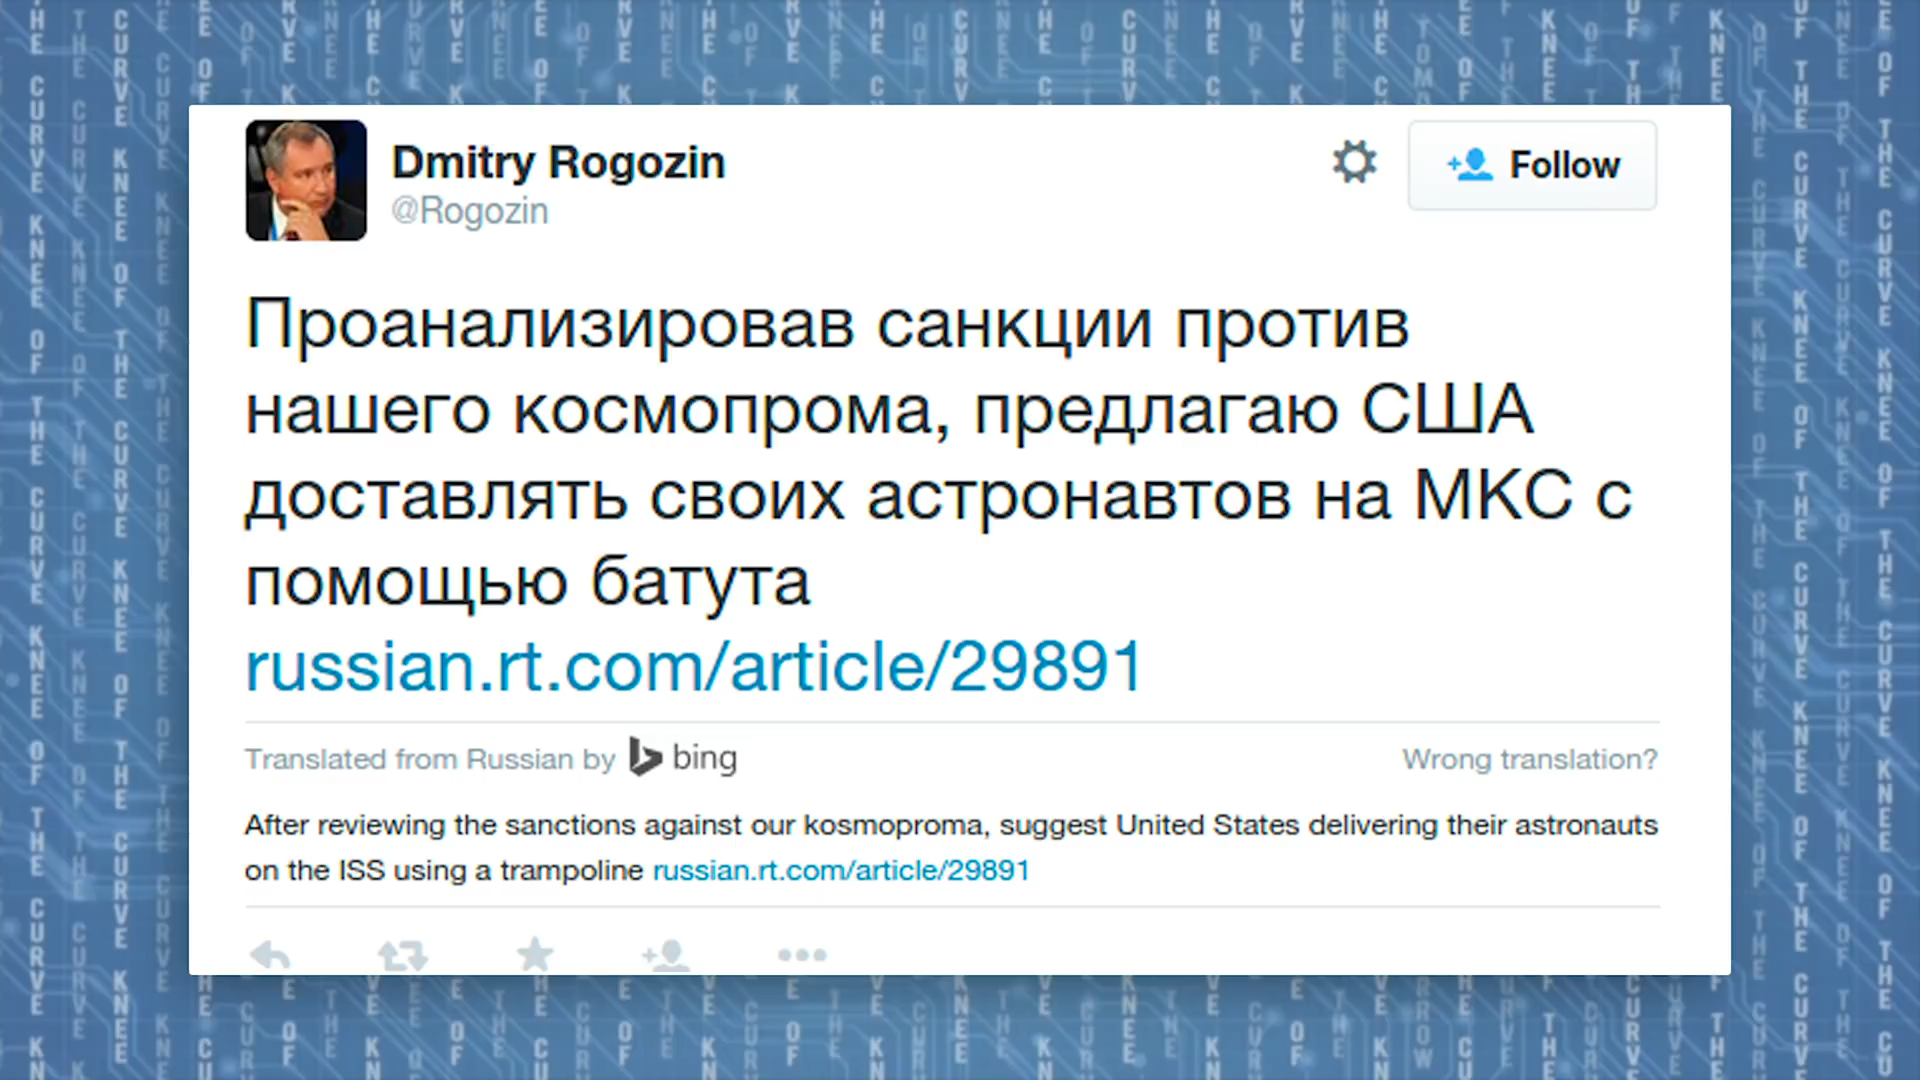 Dmitry Rogozin
@Rogozin
Follow
Проанализировав санкции против
нашего космопрома, предлагаю США
доставлять своих астронавтов на МКС с
помощью батута
russian.rt.com/article/29891
Translated from Russian by bing
Wrong translation?
After reviewing the sanctions against our kosmoproma, suggest United States delivering their astronauts
on the ISS using a trampoline russian.rt.com/article/29891